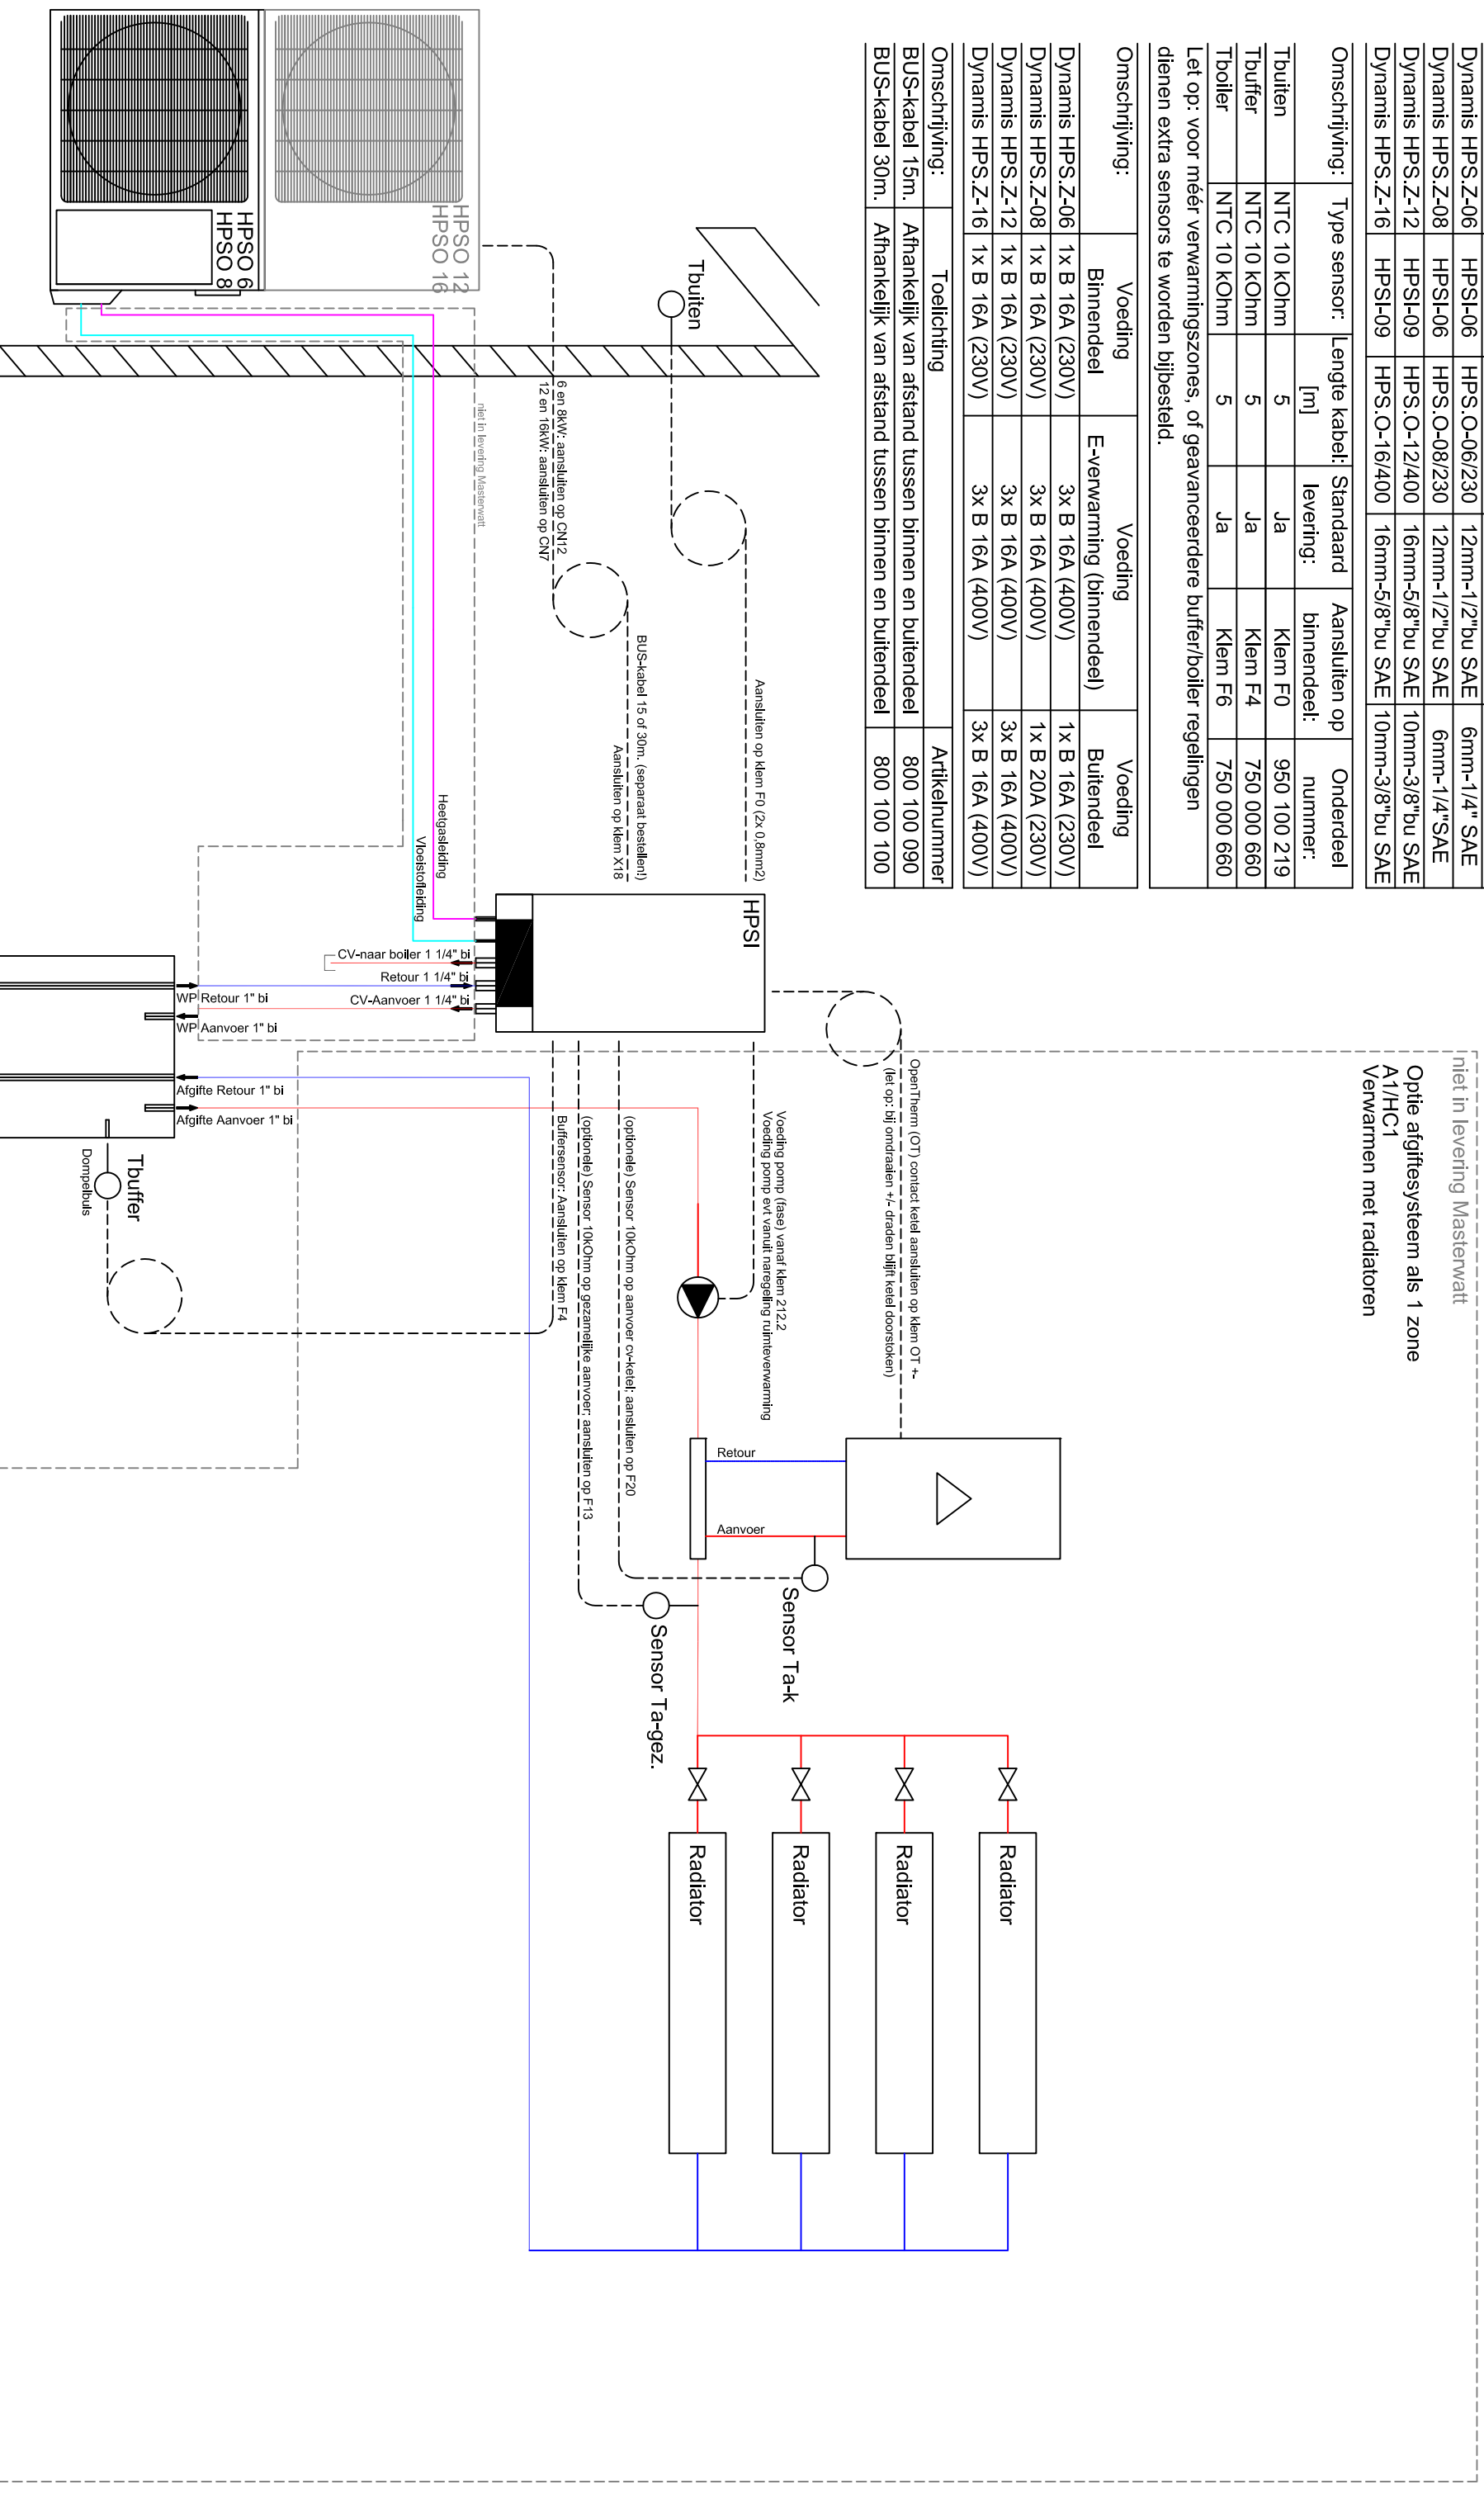 Dynamis HPS.Z-06 HPSI-06 HPS.O-06/230 12mm-1/2"bu SAE 6mm-1/4" SAE
Dynamis HPS.Z-08 HPSI-06 HPS.O-08/230 12mm-1/2"bu SAE 6mm-1/4"SAE
Dynamis HPS.Z-12 HPSI-09 HPS.O-12/400 16mm-5/8"bu SAE 10mm-3/8"bu SAE
Dynamis HPS.Z-16 HPSI-09 HPS.O-16/400 16mm-5/8"bu SAE 10mm-3/8"bu SAE
Omschrijving: Type sensor: Lengte kabel: Standaard Aansluiten op Onderdeel
[m] levering: binnendeel: nummer:
Tbuiten NTC 10 kOhm 5 Ja Klem F0 950 100 219
Tbuffer NTC 10 kOhm 5 Ja Klem F4 750 000 660
Tboiler NTC 10 kOhm 5 Ja Klem F6 750 000 660
Let op: voor méér verwarmingszones, of geavanceerdere buffer/boiler regelingen
dienen extra sensors te worden bijbesteld.
Omschrijving: Voeding Voeding Voeding
Binnendeel E-verwarming (binnendeel) Buitendeel
Dynamis HPS.Z-06 1x B 16A (230V) 3x B 16A (400V) 1x B 16A (230V)
Dynamis HPS.Z-08 1x B 16A (230V) 3x B 16A (400V) 1x B 20A (230V)
Dynamis HPS.Z-12 1x B 16A (230V) 3x B 16A (400V) 3x B 16A (400V)
Dynamis HPS.Z-16 1x B 16A (230V) 3x B 16A (400V) 3x B 16A (400V)
Omschrijving: Toelichting Artikelnummer
BUS-kabel 15m. Afhankelijk van afstand tussen binnen en buitendeel 800 100 090
BUS-kabel 30m. Afhankelijk van afstand tussen binnen en buitendeel 800 100 100
niet in levering Masterwatt
Optie afgiftesysteem als 1 zone
A1/HC1
Verwarmen met radiatoren
Tbuiten
HPSO 12
HPSO 16
HPSO 6
HPSO 8
6 en 8kW: aansluiten op CN12
12 en 16kW: aansluiten op CN7
niet in levering Masterwatt
Aansluiten op klem F0 (2x 0,8mm2)
BUS-kabel 15 of 30m. (separaat bestellen!)
Aansluiten op klem X18
Heetgasleiding
Vloeistofleiding
HPSI
CV-naar boiler 1 1/4" bi
Retour 1 1/4" bi
CV-Aanvoer 1 1/4" bi
WP Retour 1" bi
WP Aanvoer 1" bi
Afgifte Retour 1" bi
Afgifte Aanvoer 1" bi
OpenTherm (OT) contact ketel aansluiten op klem OT +-
(let op: bij omdraaien +/- draden blijft ketel doorstoken)
Voeding pomp (fase) vanaf klem 212.2
Voeding pomp evt vanuit naregeling ruimteverwarming
(optionele) Sensor 10kOhm op aanvoer cv-ketel; aansluiten op F20
(optionele) Sensor 10kOhm op gezamelijke aanvoer; aansluiten op F13
Buffersensor: Aansluiten op klem F4
Tbuffer
Dompelbuis
Retour
Aanvoer
Sensor Ta-k
Sensor Ta-gez.
Radiator
Radiator
Radiator
Radiator